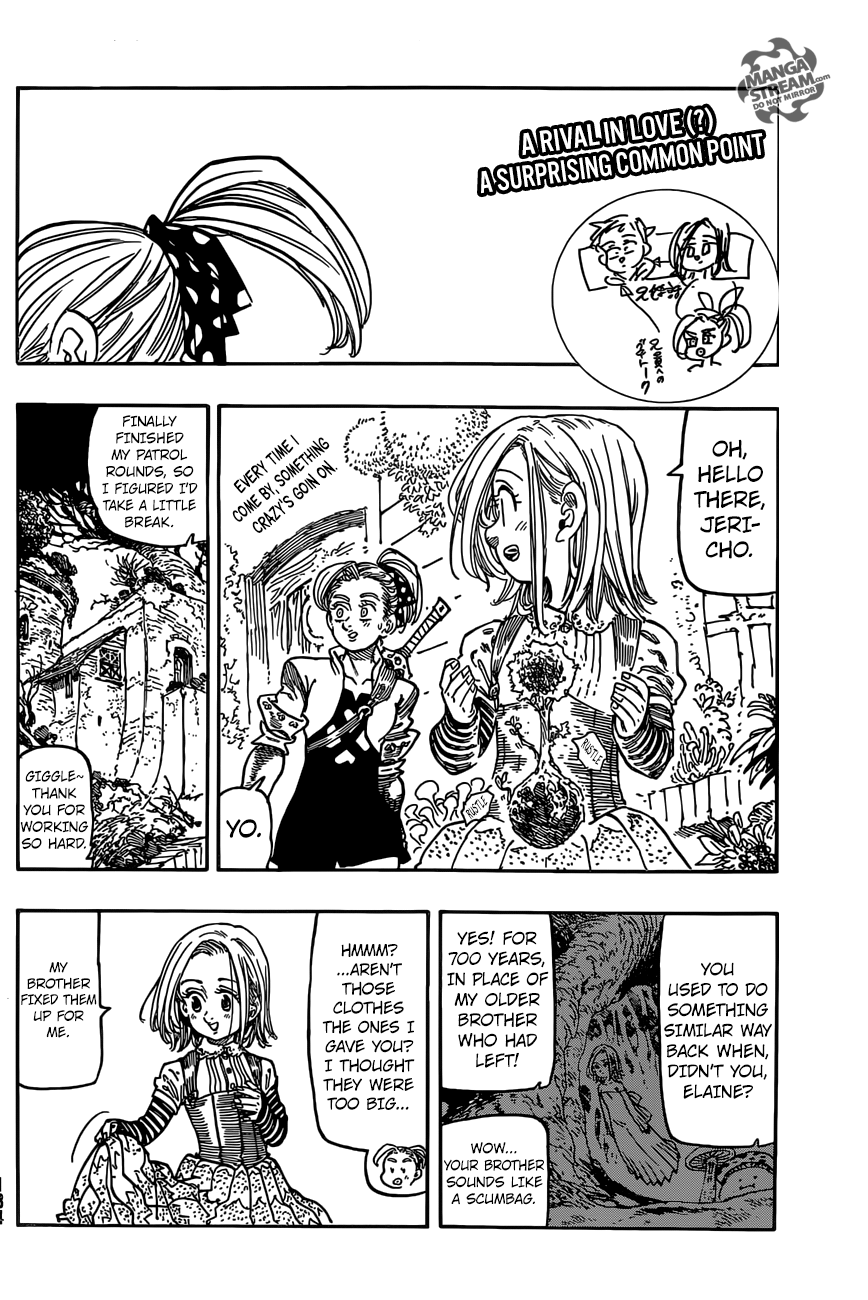 MANGA
STREAM.com
DO NOT MIRROR
A RIVAL IN LOVE (?)
A SURPRISING COMMON POINT
OH,
HELLO
THERE,
JERI-
CHO.
EVERY TIME I
COME BY, SOMETHING
CRAZY'S GOIN ON.
RUSTLE
RUSTLE
YO.
FINALLY
FINISHED
MY PATROL
ROUNDS, SO
I FIGURED I'D
TAKE A LITTLE
BREAK.
GIGGLE~
THANK
YOU FOR
WORKING
SO HARD.
YOU
USED TO DO
SOMETHING
SIMILAR WAY
BACK WHEN,
DIDN'T YOU,
ELAINE?
YES! FOR
700 YEARS,
IN PLACE OF
MY OLDER
BROTHER
WHO HAD
LEFT!
WOW...
YOUR BROTHER
SOUNDS LIKE
A SCUMBAG.
HMMM?
...AREN'T
THOSE
CLOTHES
THE ONES I
GAVE YOU?
I THOUGHT
THEY WERE
TOO BIG...
MY
BROTHER
FIXED THEM
UP FOR
ME.